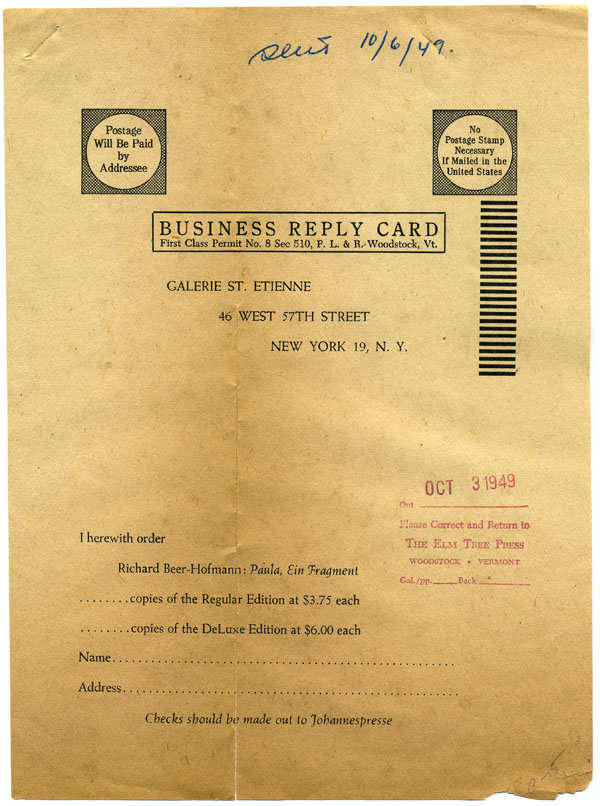 sent 10/6/49.
Postage
Will Be Paid
by
Addressee
No
Postage Stamp
Necessary
If Mailed in the
United States
BUSINESS REPLY CARD
First Class Permit No. 8 Sec 510, P. L. & R. Woodstock, Vt.
GALERIE ST. ETIENNE
46 WEST 57TH STREET
NEW YORK 19, N. Y.
OCT 3 1949
Out
Please Correct and Return to
THE ELM TREE PRESS
WOODSTOCK • VERMONT
Gal./pp. ____ Back ____
I herewith order
Richard Beer-Hofmann: Paula, Ein Fragment
........copies of the Regular Edition at $3.75 each
........copies of the DeLuxe Edition at $6.00 each
Name......................................................
Address...................................................
Checks should be made out to Johannespresse